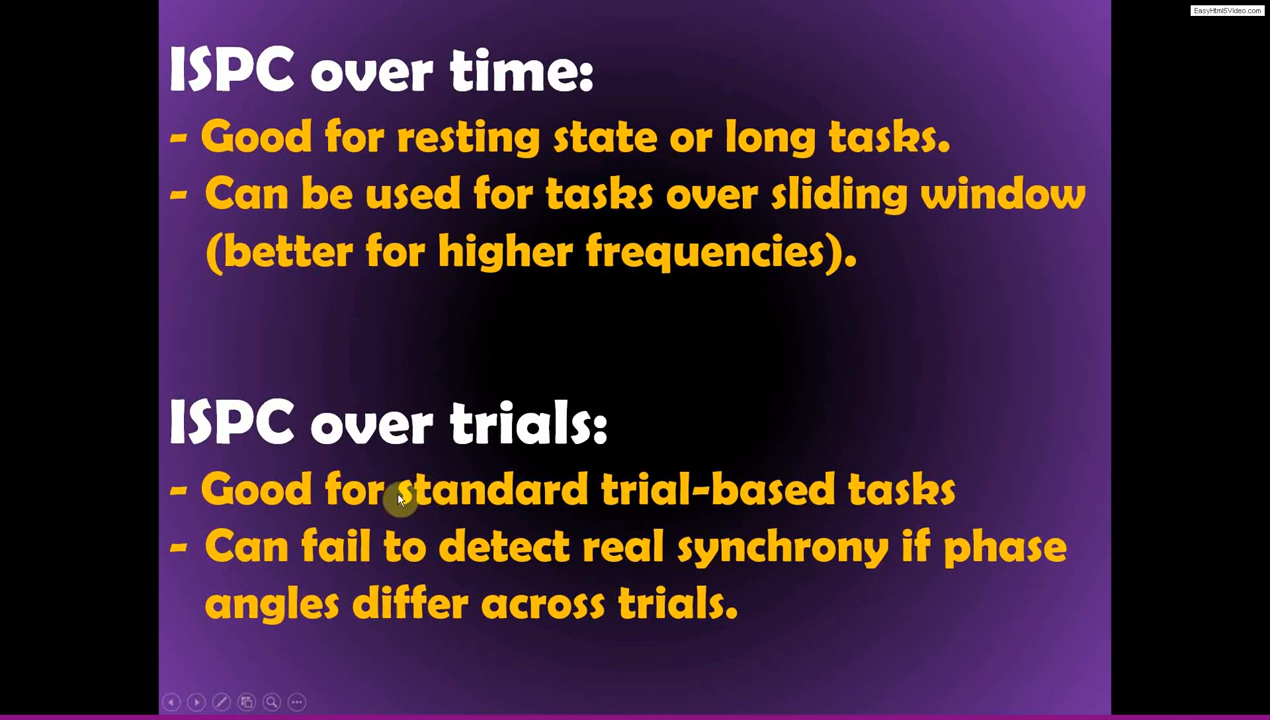 EasyHtml5Video.com
ISPC over time:
- Good for resting state or long tasks.
- Can be used for tasks over sliding window
(better for higher frequencies).
ISPC over trials:
- Good for standard trial-based tasks
- Can fail to detect real synchrony if phase
angles differ across trials.